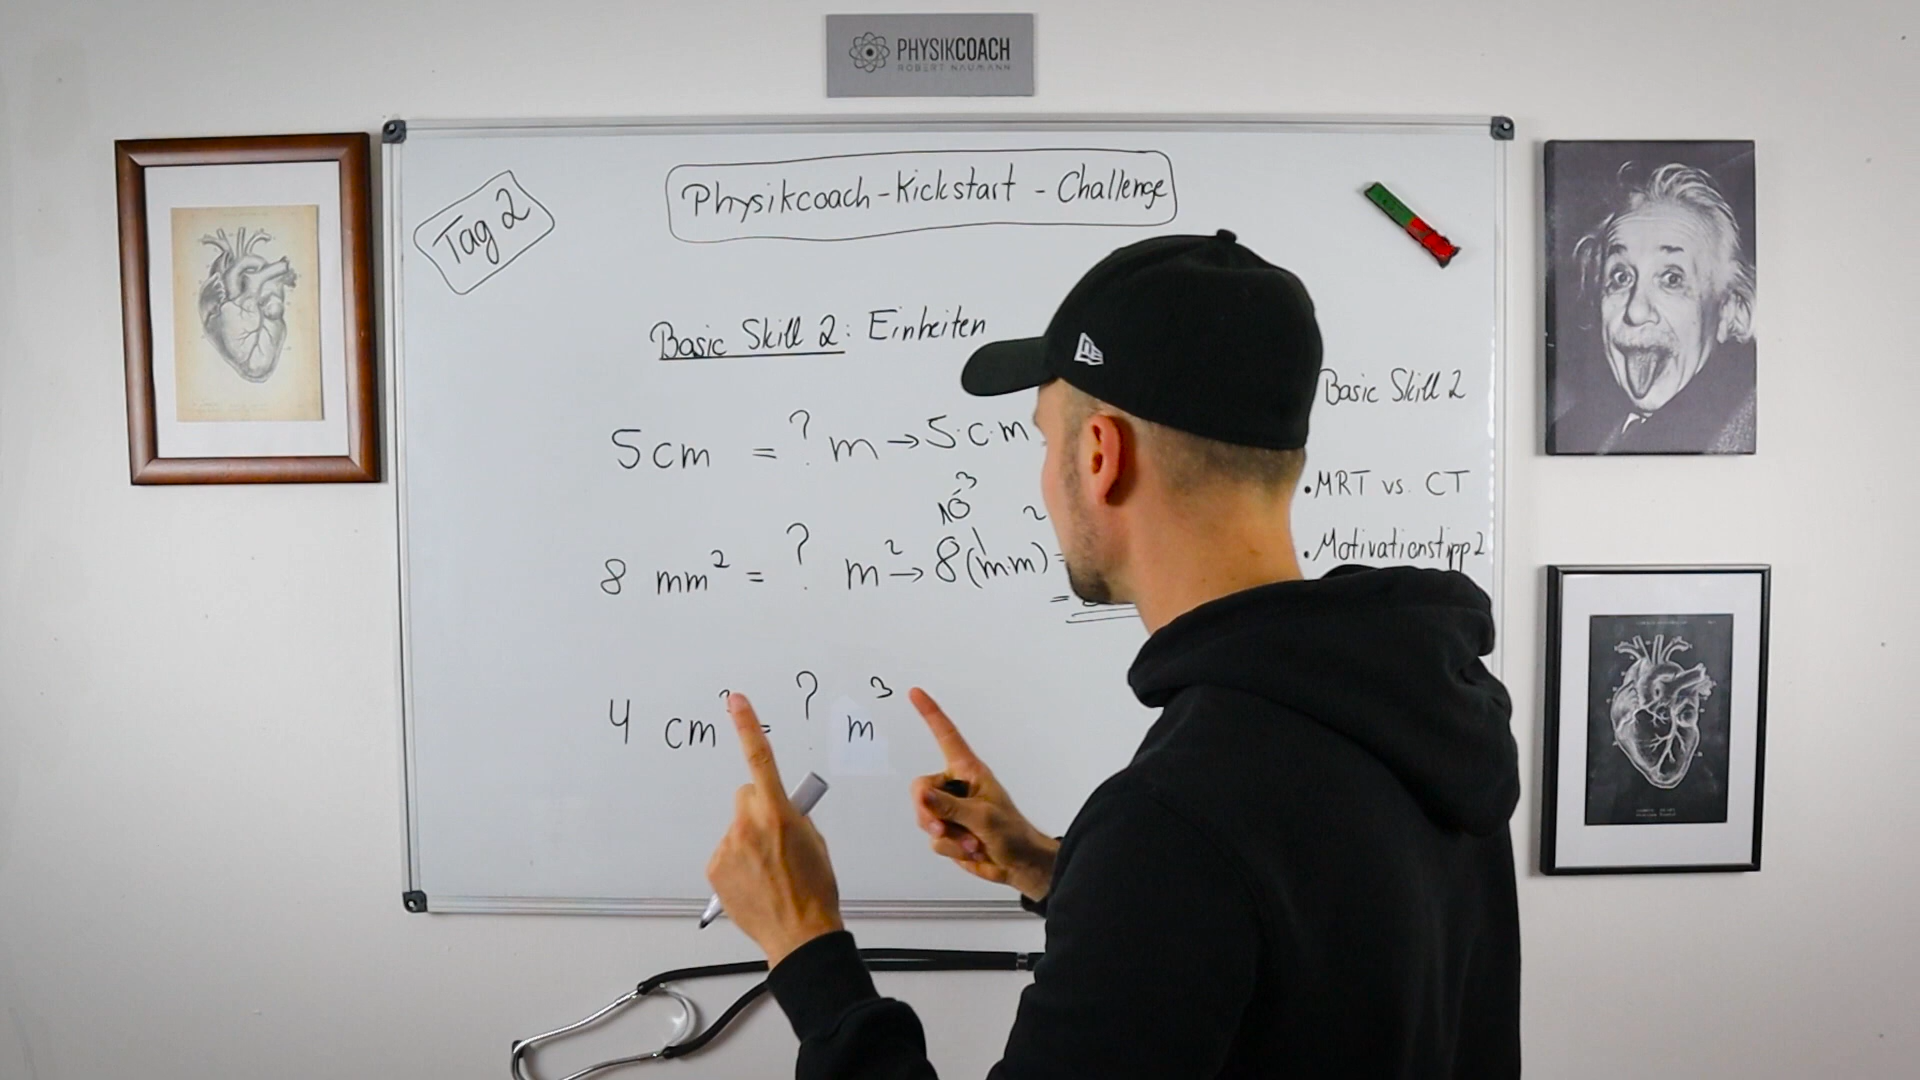 PHYSIKCOACH
ROBERT NAUMANN
Tag 2
Physikcoach-Kickstart - Challenge
Basic Skill 2: Einheiten
5 cm = ? m → 5·c·m
10⁻³
8 mm² = ? m² → 8(m·m)² =
=
4 cm³ = ? m³
Basic Skill 2
• MRT vs. CT
• Motivationstipp 2